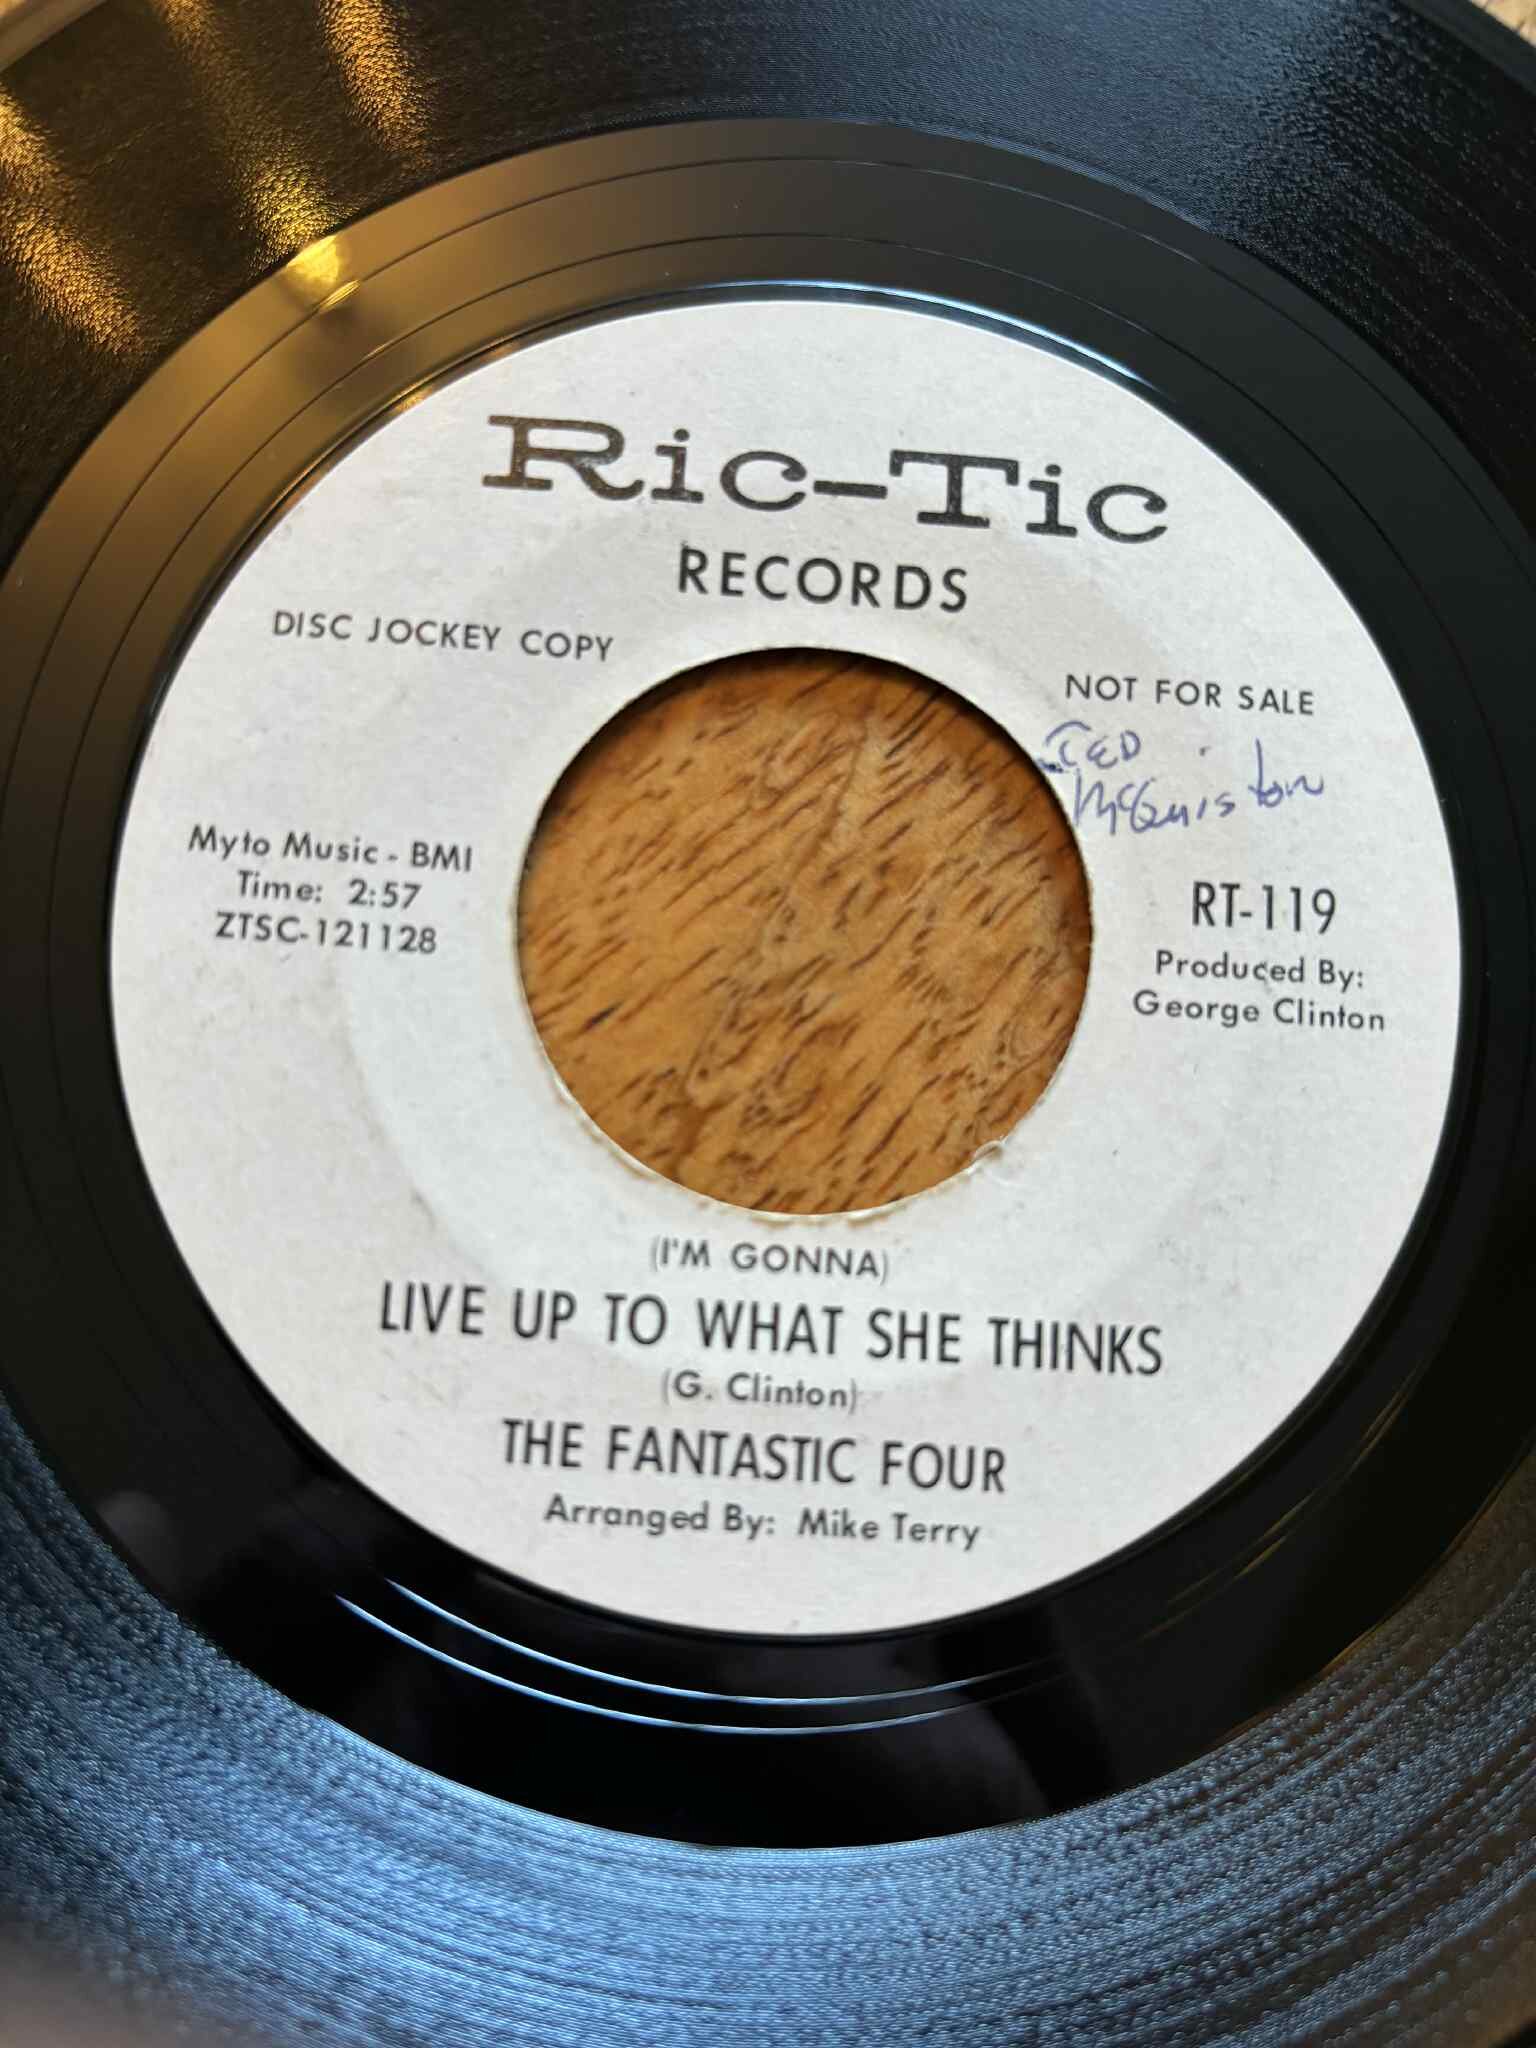 Ric-Tic
RECORDS
DISC JOCKEY COPY
NOT FOR SALE
TED
McQuiston
Myto Music - BMI
Time: 2:57
ZTSC-121128
RT-119
Produced By:
George Clinton
(I'M GONNA)
LIVE UP TO WHAT SHE THINKS
(G. Clinton)
THE FANTASTIC FOUR
Arranged By: Mike Terry